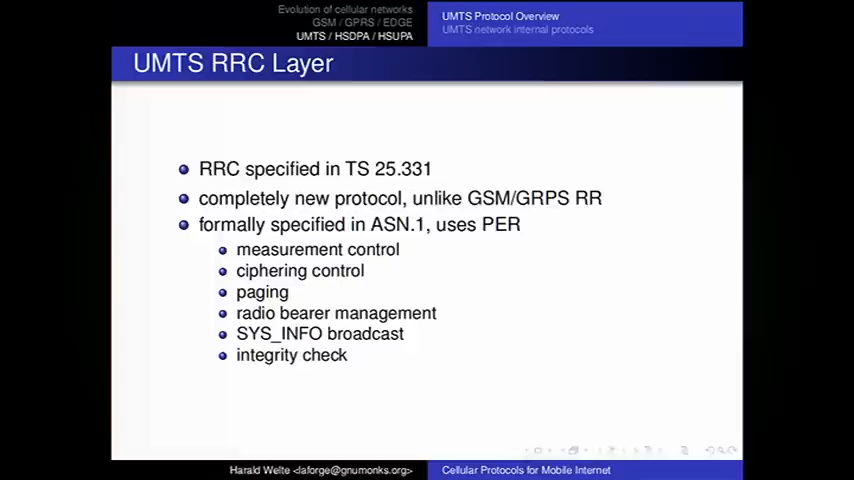 Evolution of cellular networks
GSM / GPRS / EDGE
UMTS / HSDPA / HSUPA
UMTS Protocol Overview
UMTS network internal protocols
UMTS RRC Layer
RRC specified in TS 25.331
completely new protocol, unlike GSM/GRPS RR
formally specified in ASN.1, uses PER
measurement control
ciphering control
paging
radio bearer management
SYS_INFO broadcast
integrity check
Harald Welte <laforge@gnumonks.org>
Cellular Protocols for Mobile Internet